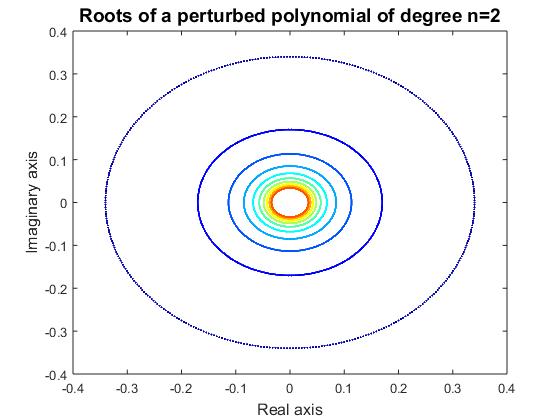 Roots of a perturbed polynomial of degree n=2
0.4
0.3
0.2
0.1
0
-0.1
-0.2
-0.3
-0.4
Imaginary axis
-0.4 -0.3 -0.2 -0.1 0 0.1 0.2 0.3 0.4
Real axis